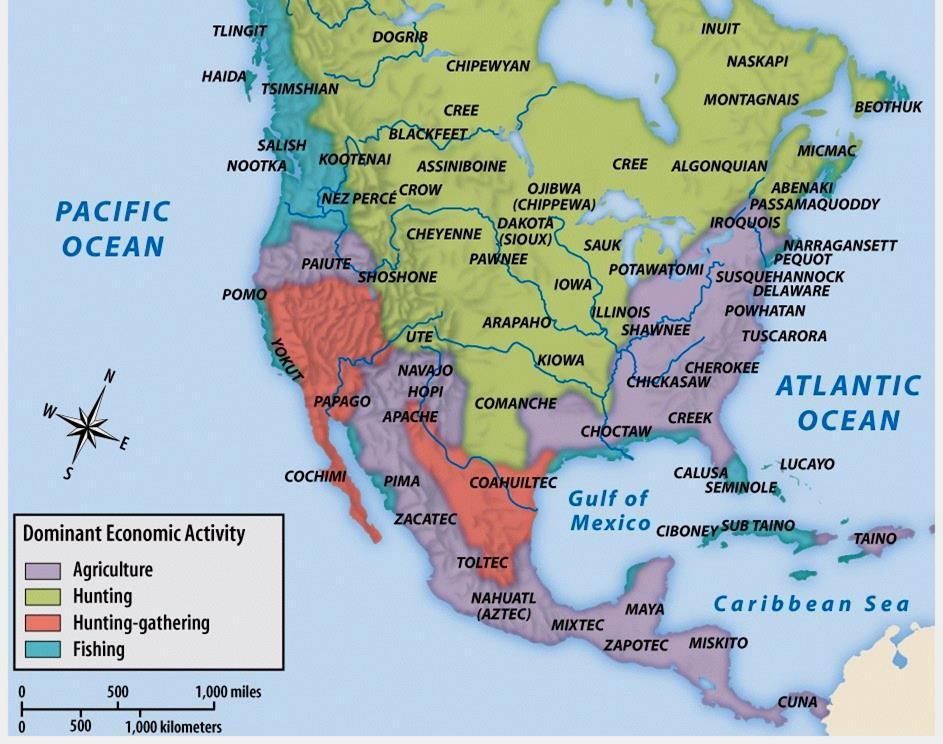 TLINGIT
DOGRIB
INUIT
HAIDA
CHIPEWYAN
NASKAPI
TSIMSHIAN
MONTAGNAIS
BEOTHUK
CREE
BLACKFEET
SALISH
NOOTKA
KOOTENAI
ASSINIBOINE
CREE
ALGONQUIAN
MICMAC
NEZ PERCÉ
CROW
OJIBWA
(CHIPPEWA)
ABENAKI
PASSAMAQUODDY
PACIFIC
OCEAN
CHEYENNE
DAKOTA
(SIOUX)
SAUK
IROQUOIS
NARRAGANSETT
PEQUOT
PAIUTE
SHOSHONE
PAWNEE
IOWA
POTAWATOMI
SUSQUEHANNOCK
DELAWARE
POMO
ARAPAHO
ILLINOIS
SHAWNEE
POWHATAN
TUSCARORA
YOKUT
UTE
KIOWA
NAVAJO
HOPI
CHEROKEE
CHICKASAW
PAPAGO
APACHE
COMANCHE
CREEK
CHOCTAW
ATLANTIC
OCEAN
N
W
E
S
COCHIMI
PIMA
COAHUILTEC
CALUSA
SEMINOLE
LUCAYO
Gulf of
Mexico
ZACATEC
CIBONEY
SUB TAINO
TAINO
TOLTEC
NAHUATL
(AZTEC)
MIXTEC
MAYA
ZAPOTEC
MISKITO
Caribbean Sea
CUNA
Dominant Economic Activity
Agriculture
Hunting
Hunting-gathering
Fishing
0 500 1,000 miles
0 500 1,000 kilometers